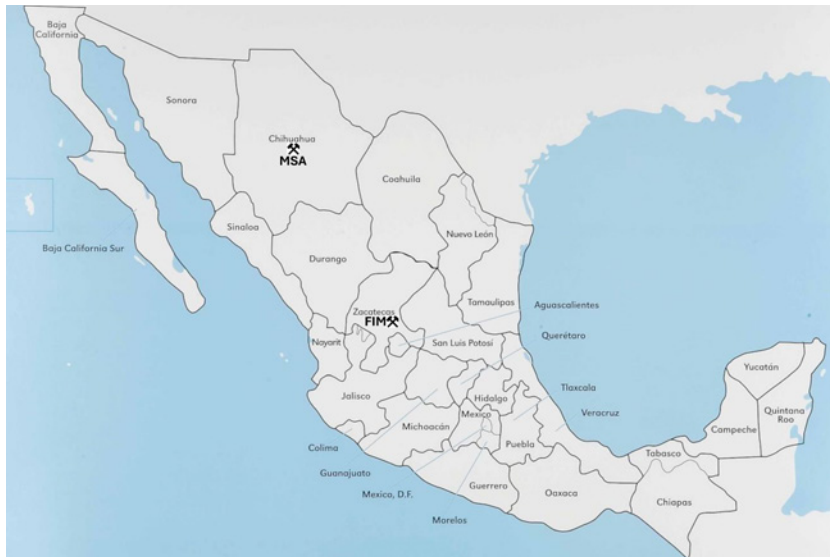 Baja
California
Sonora
Chihuahua
MSA
Coahuila
Sinaloa
Nuevo León
Baja California Sur
Durango
Tamaulipas
Zacatecas
FIM
Aguascalientes
Nayarit
San Luis Potosí
Querétaro
Yucatán
Tlaxcala
Jalisco
Hidalgo
Mexico
Veracruz
Quintana
Roo
Michoacán
Campeche
Colima
Puebla
Tabasco
Guanajuato
Guerrero
Oaxaca
Chiapas
Mexico, D.F.
Morelos